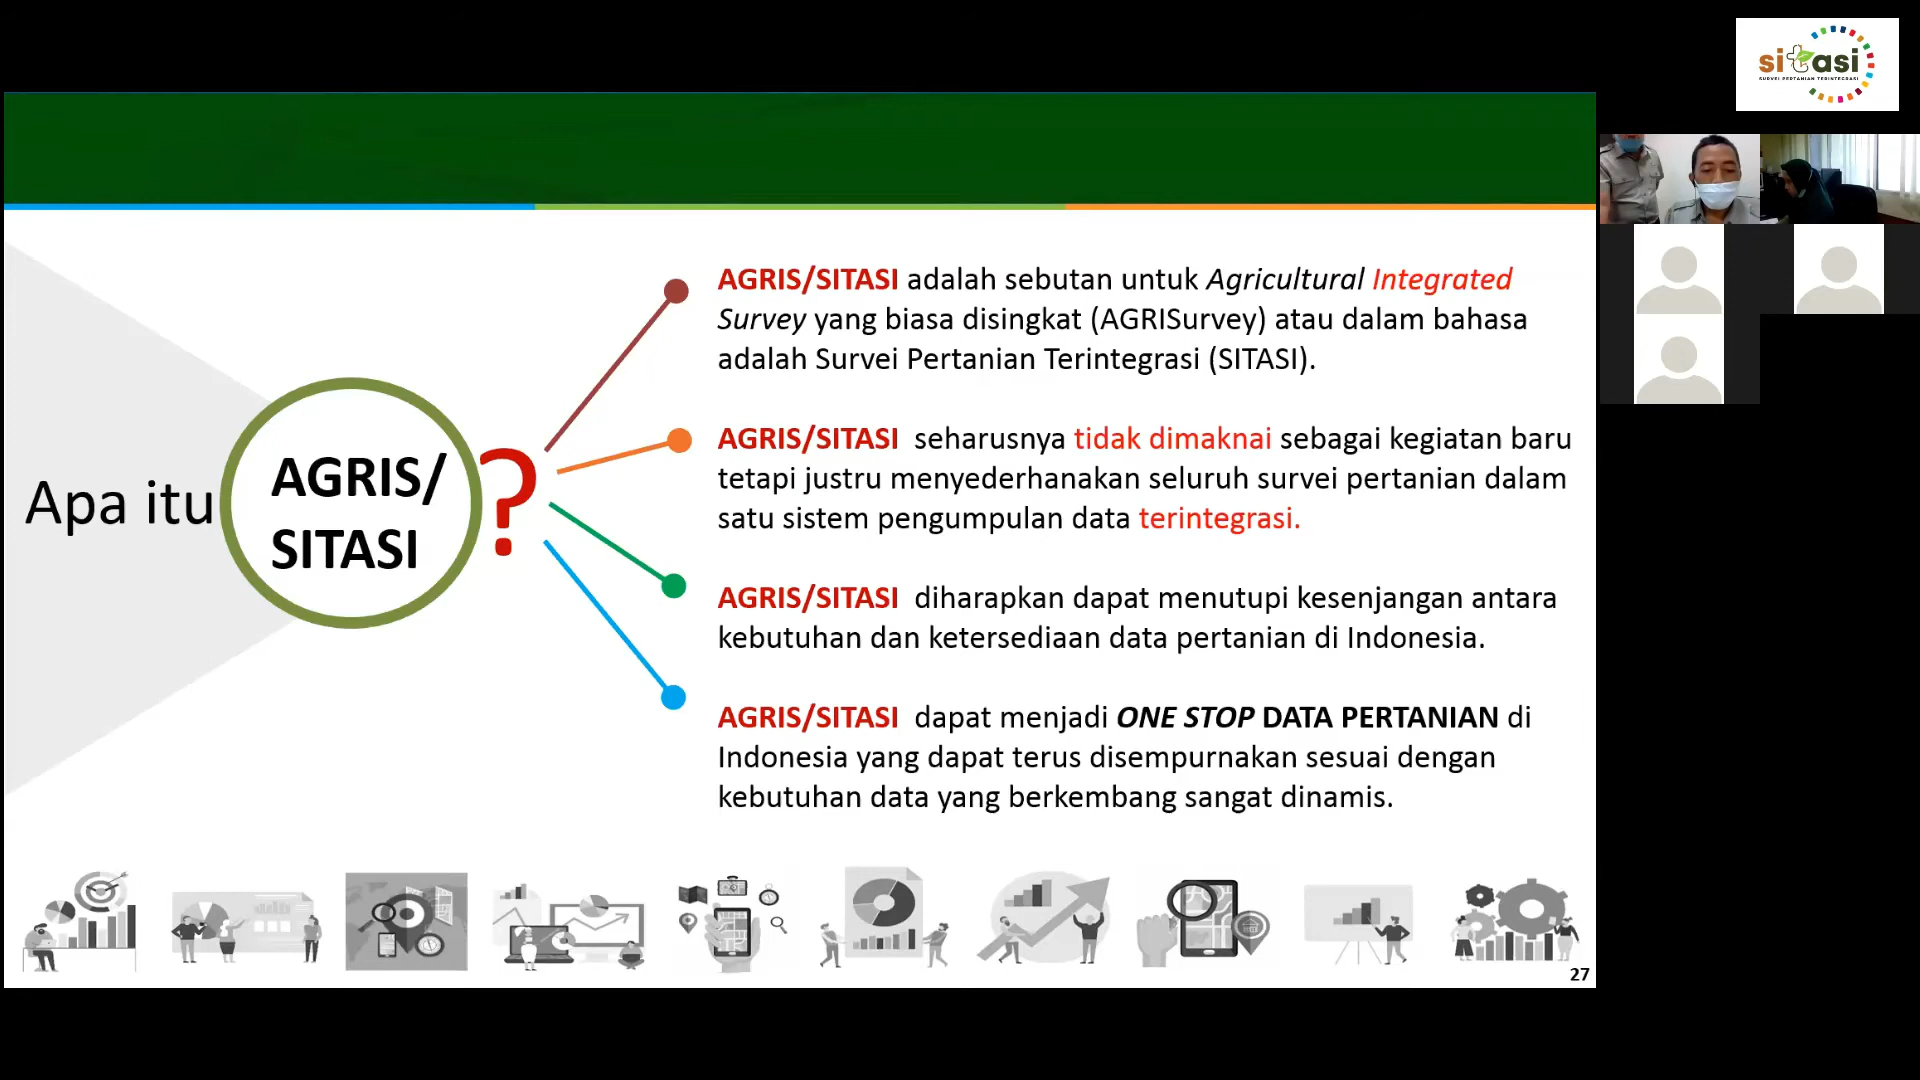 sitasi
SURVEI PERTANIAN TERINTEGRASI
Apa itu
AGRIS/
SITASI
?
AGRIS/SITASI adalah sebutan untuk Agricultural Integrated
Survey yang biasa disingkat (AGRISurvey) atau dalam bahasa
adalah Survei Pertanian Terintegrasi (SITASI).
AGRIS/SITASI seharusnya tidak dimaknai sebagai kegiatan baru
tetapi justru menyederhanakan seluruh survei pertanian dalam
satu sistem pengumpulan data terintegrasi.
AGRIS/SITASI diharapkan dapat menutupi kesenjangan antara
kebutuhan dan ketersediaan data pertanian di Indonesia.
AGRIS/SITASI dapat menjadi ONE STOP DATA PERTANIAN di
Indonesia yang dapat terus disempurnakan sesuai dengan
kebutuhan data yang berkembang sangat dinamis.
27